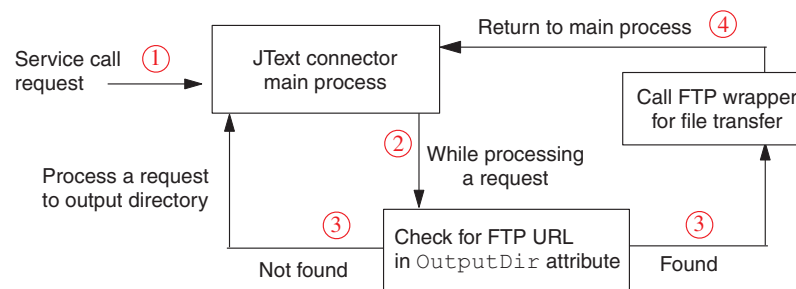 Service call
request
①
JText connector
main process
Return to main process
④
Call FTP wrapper
for file transfer
②
While processing
a request
Process a request
to output directory
③
Not found
Check for FTP URL
in OutputDir attribute
③
Found